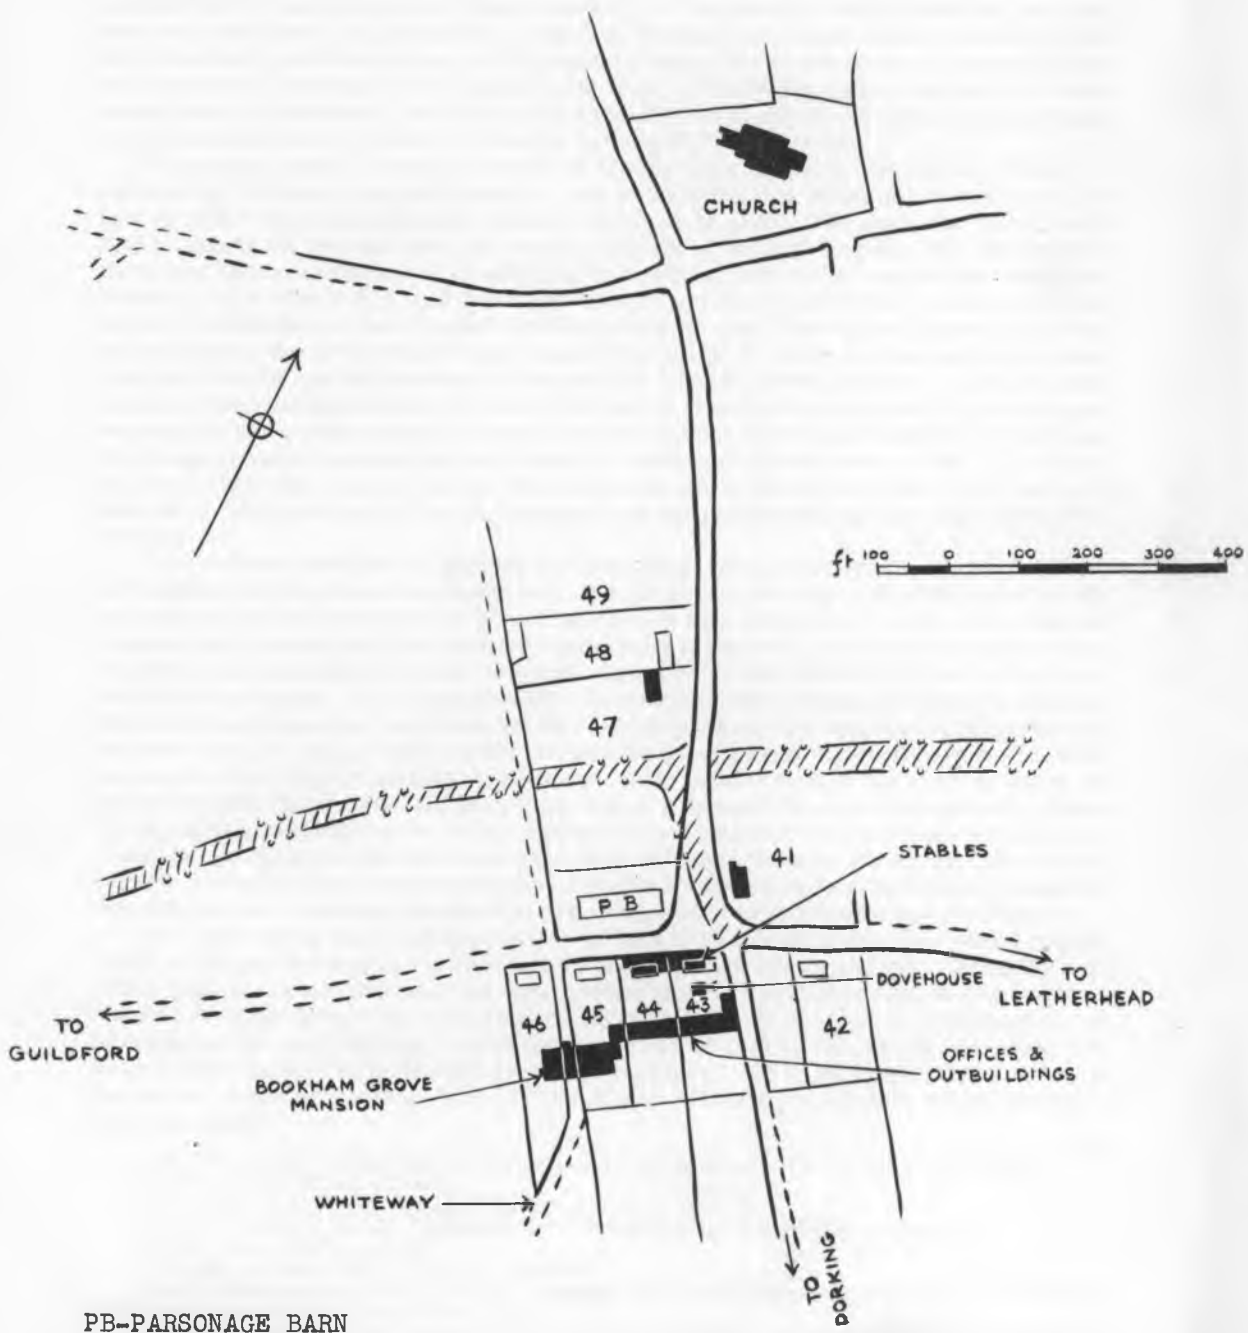 CHURCH
ft 100 0 100 200 300 400
49
48
47
41
STABLES
P B
DOVEHOUSE
TO
LEATHERHEAD
TO
GUILDFORD
46
45
44
43
42
OFFICES &
OUTBUILDINGS
BOOKHAM GROVE
MANSION
WHITEWAY
TO
DORKING
PB-PARSONAGE BARN